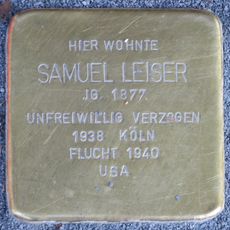 HIER WOHNTE
SAMUEL LEISER
JG. 1877
UNFREIWILLIG VERZOGEN
1938 KÖLN
FLUCHT 1940
USA